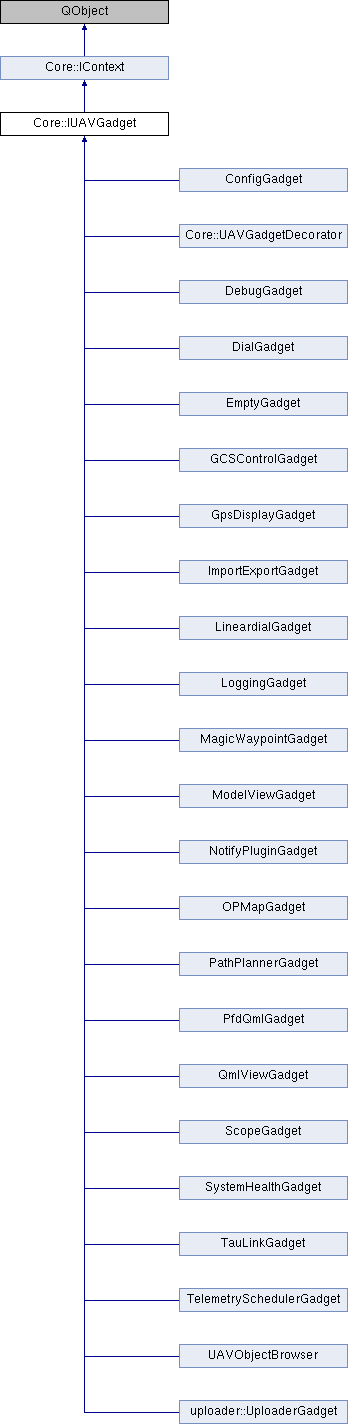 QObject
Core::IContext
Core::IUAVGadget
ConfigGadget
Core::UAVGadgetDecorator
DebugGadget
DialGadget
EmptyGadget
GCSControlGadget
GpsDisplayGadget
ImportExportGadget
LineardialGadget
LoggingGadget
MagicWaypointGadget
ModelViewGadget
NotifyPluginGadget
OPMapGadget
PathPlannerGadget
PfdQmlGadget
QmlViewGadget
ScopeGadget
SystemHealthGadget
TauLinkGadget
TelemetrySchedulerGadget
UAVObjectBrowser
uploader::UploaderGadget